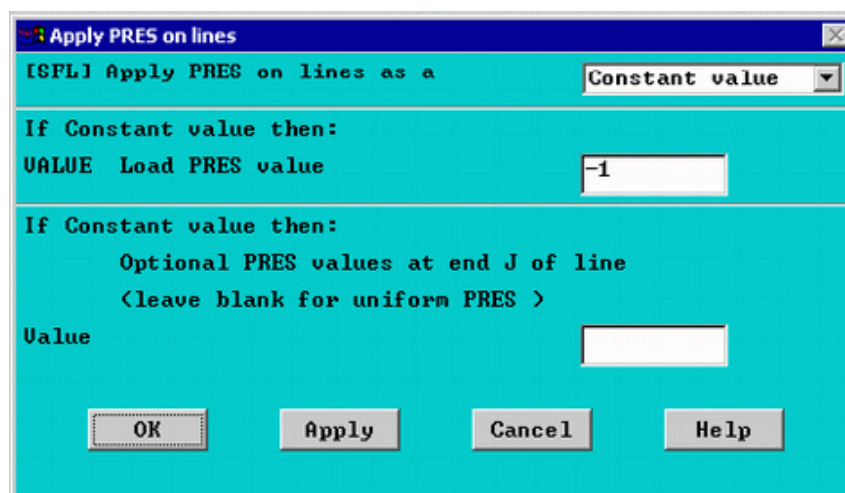 Apply PRES on lines
[SFL] Apply PRES on lines as a Constant value
If Constant value then:
VALUE Load PRES value -1
If Constant value then:
Optional PRES values at end J of line
(leave blank for uniform PRES )
Value
OK Apply Cancel Help